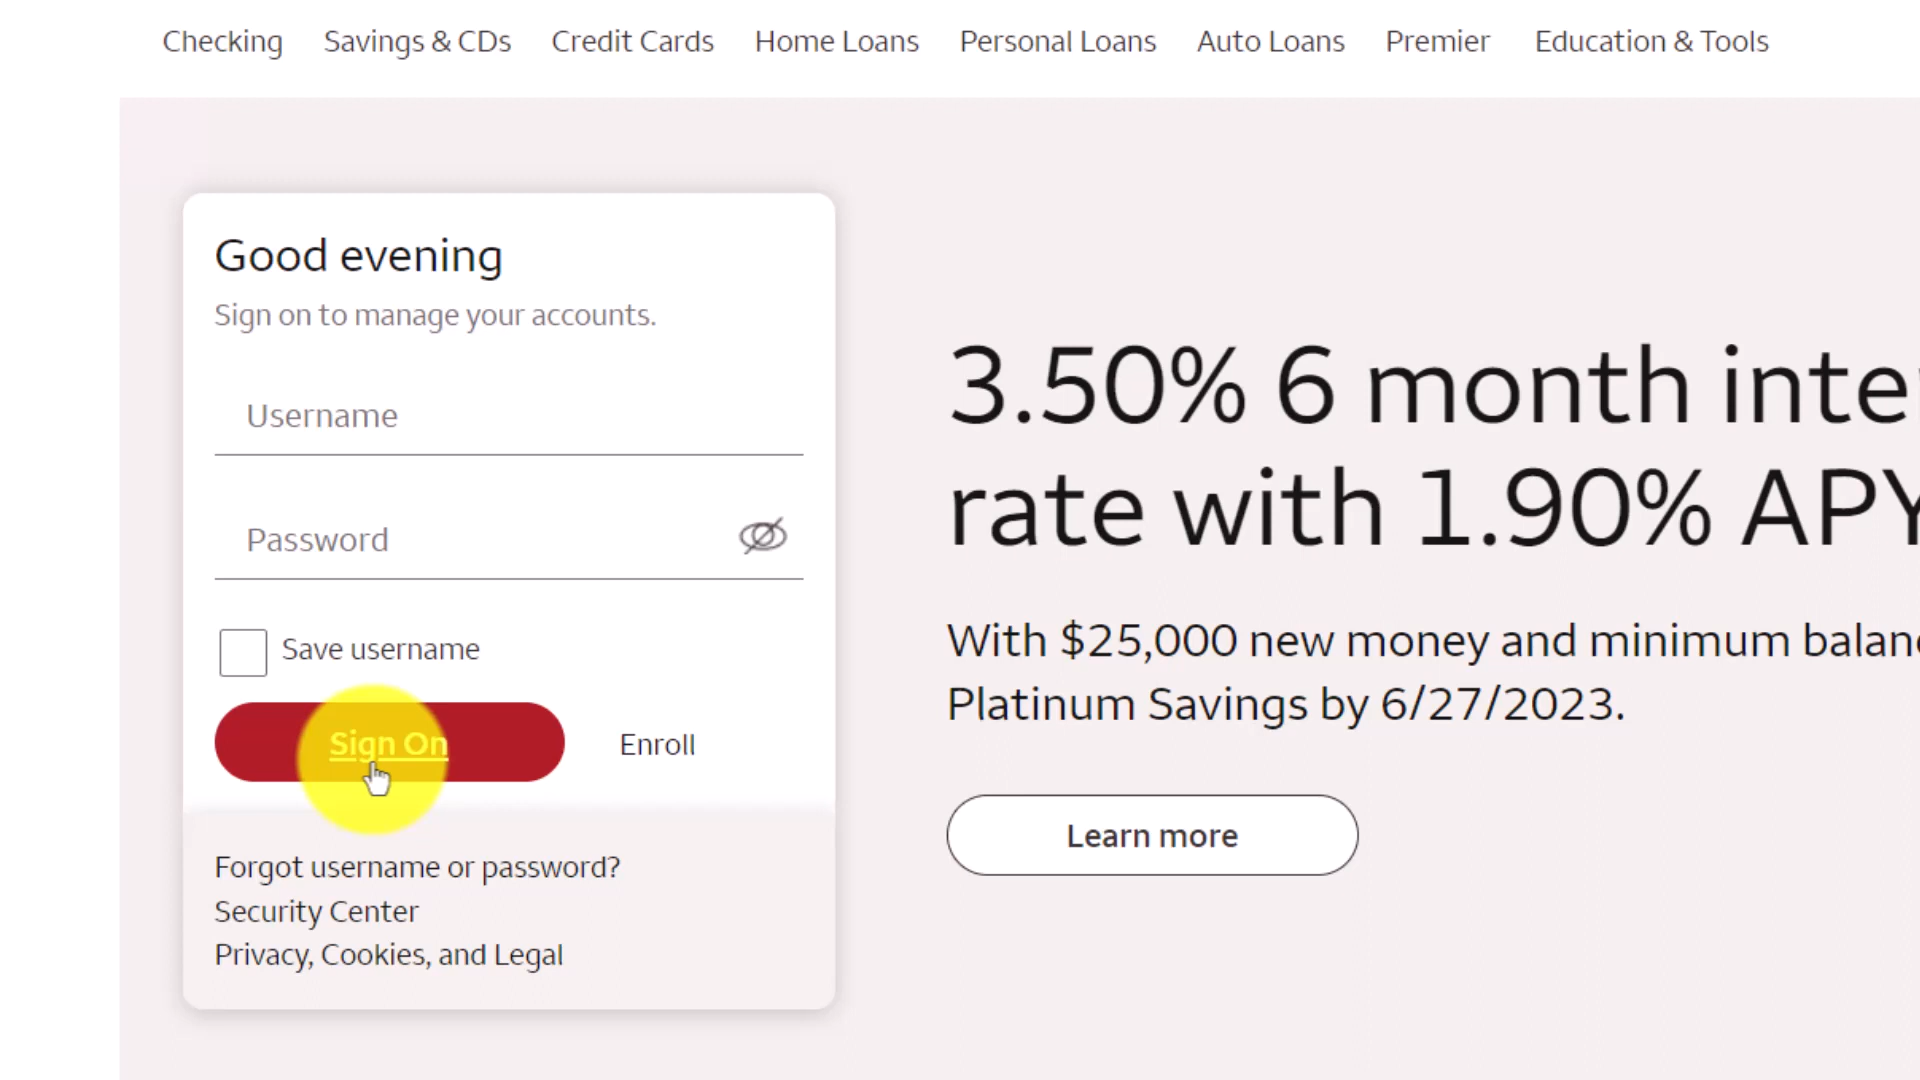 Checking Savings & CDs Credit Cards Home Loans Personal Loans Auto Loans Premier Education & Tools
Good evening
Sign on to manage your accounts.
Username
Password
Save username
Sign On Enroll
Forgot username or password?
Security Center
Privacy, Cookies, and Legal
3.50% 6 month
rate with 1.90% APY
With $25,000 new money and minimum
Platinum Savings by 6/27/2023.
Learn more